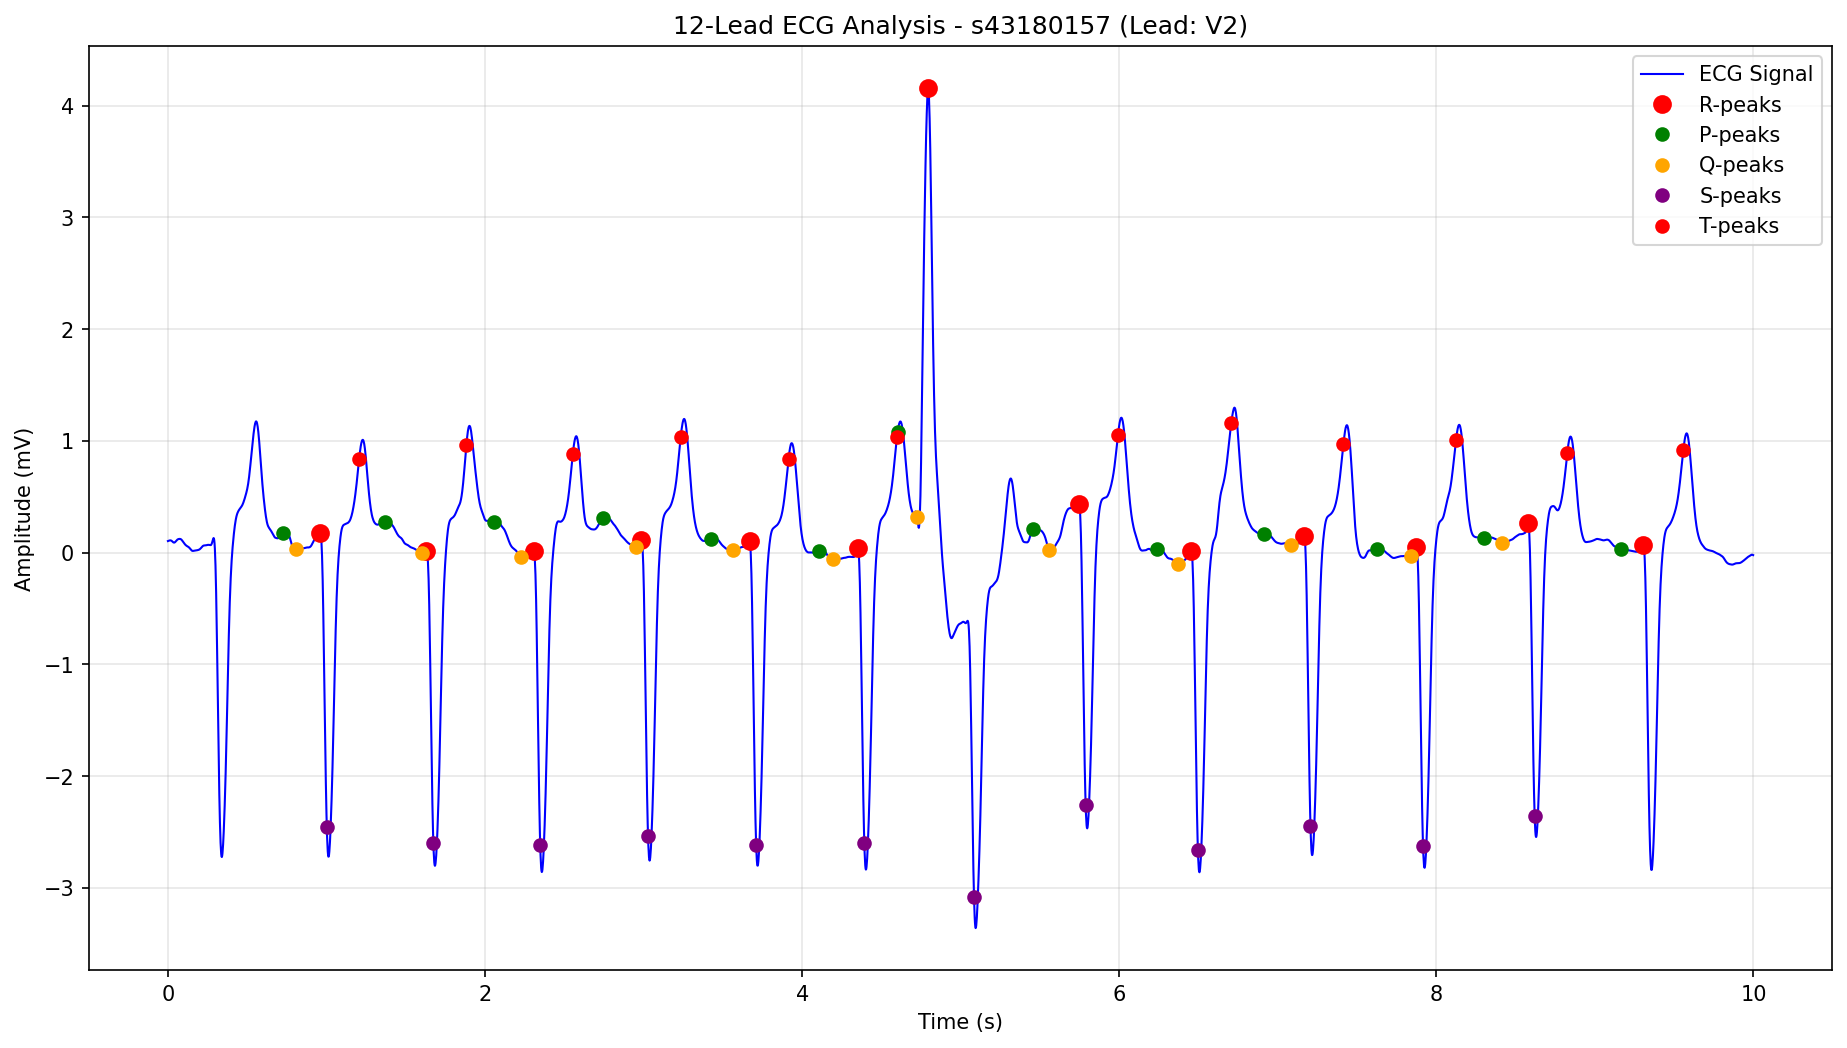 12-Lead ECG Analysis - s43180157 (Lead: V2)
ECG Signal
R-peaks
P-peaks
Q-peaks
S-peaks
T-peaks
Amplitude (mV)
4
3
2
1
0
−1
−2
−3
0 2 4 6 8 10
Time (s)